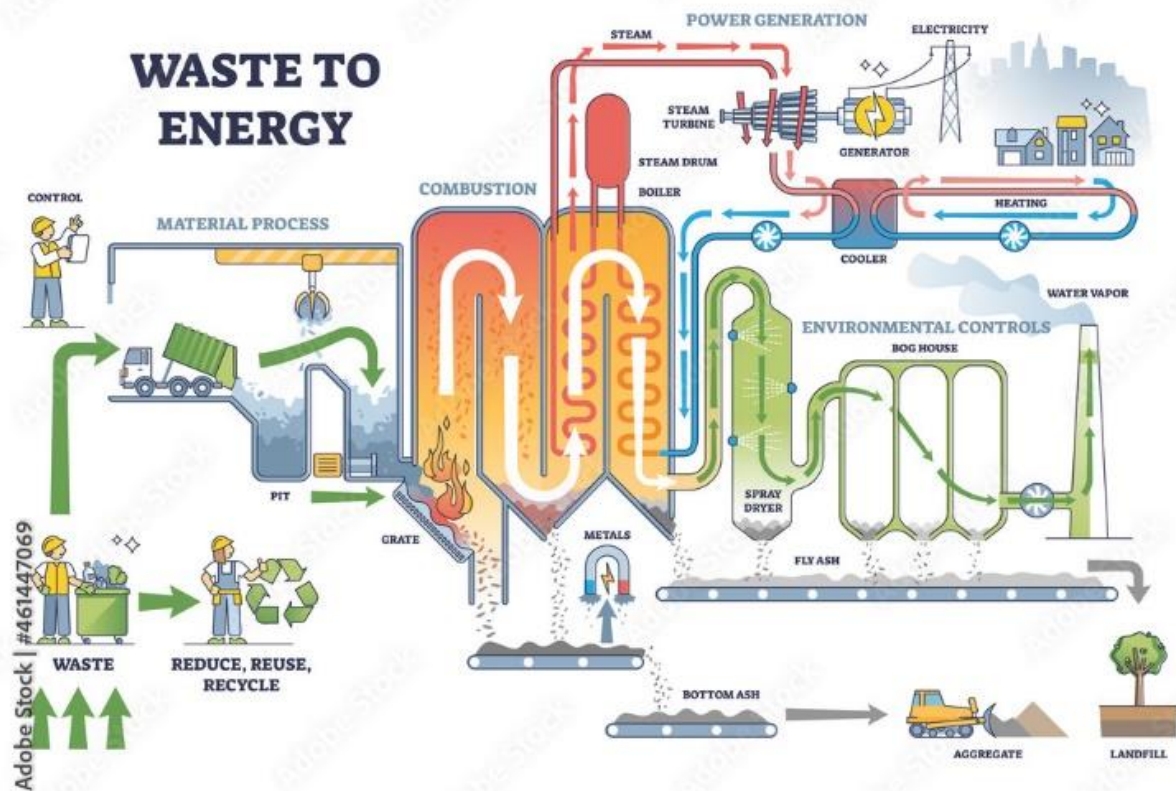 WASTE TO
ENERGY
POWER GENERATION
STEAM
ELECTRICITY
STEAM
TURBINE
GENERATOR
STEAM DRUM
BOILER
COMBUSTION
CONTROL
MATERIAL PROCESS
HEATING
COOLER
WATER VAPOR
ENVIRONMENTAL CONTROLS
BOG HOUSE
PIT
GRATE
SPRAY
DRYER
METALS
FLY ASH
WASTE
REDUCE, REUSE,
RECYCLE
BOTTOM ASH
AGGREGATE
LANDFILL
Adobe Stock | #461447069